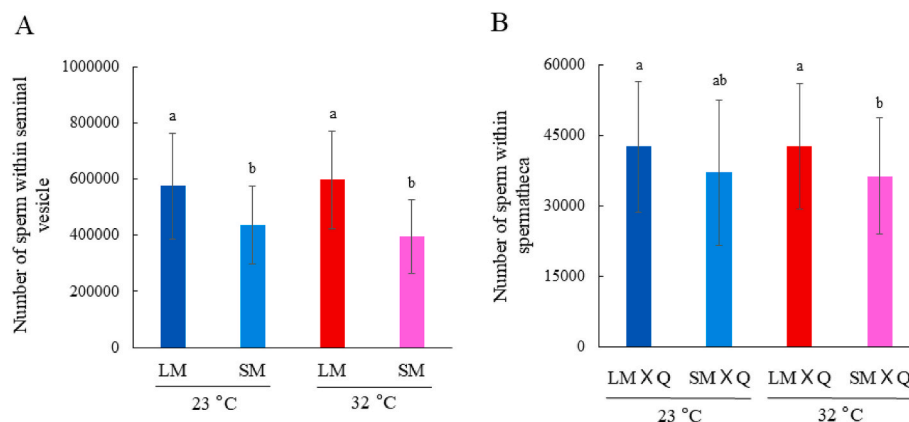 A
Number of sperm within seminal
vesicle
1000000
800000
600000
400000
200000
0
a
b
a
b
LM
SM
LM
SM
23 °C
32 °C
B
Number of sperm within
spermatheca
60000
45000
30000
15000
0
a
ab
a
b
LM X Q
SM X Q
LM X Q
SM X Q
23 °C
32 °C